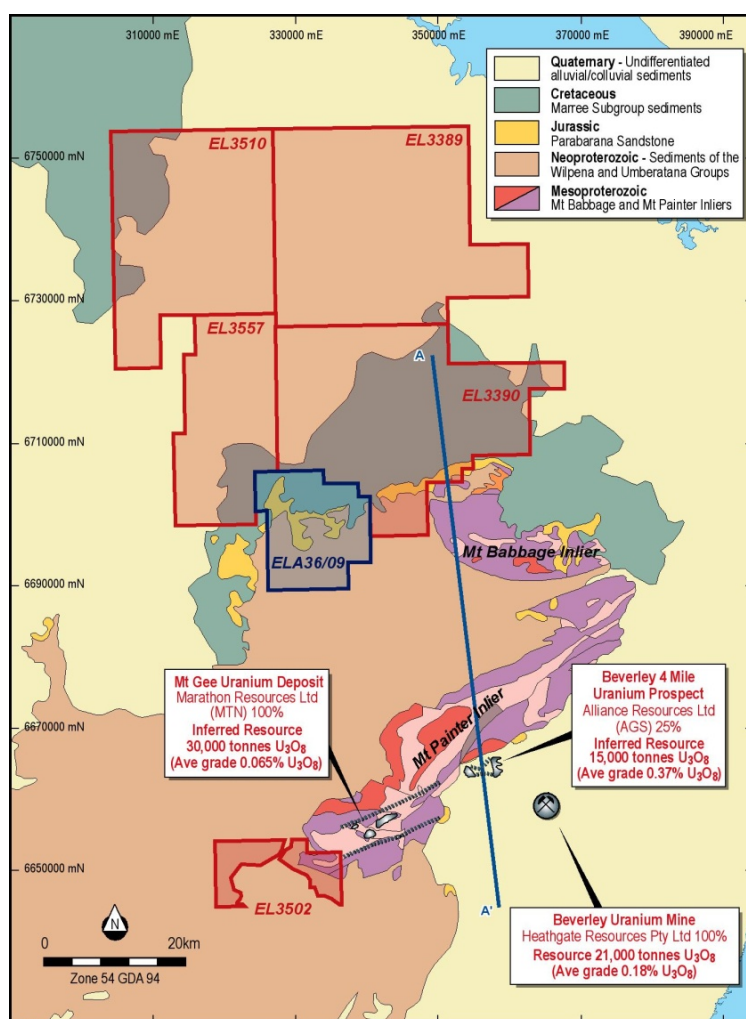 310000 mE
330000 mE
350000 mE
370000 mE
390000 mE
Quaternary - Undifferentiated
alluvial/colluvial sediments
Cretaceous
Marree Subgroup sediments
Jurassic
Parabarana Sandstone
Neoproterozoic - Sediments of the
Wilpena and Umberatana Groups
Mesoproterozoic
Mt Babbage and Mt Painter Inliers
6750000 mN
EL3510
EL3389
6730000 mN
EL3557
A
EL3390
6710000 mN
Mt Babbage Inlier
ELA36/09
6690000 mN
Mt Gee Uranium Deposit
Marathon Resources Ltd
(MTN) 100%
Inferred Resource
30,000 tonnes U₃O₈
(Ave grade 0.065% U₃O₈)
Beverley 4 Mile
Uranium Prospect
Alliance Resources Ltd
(AGS) 25%
Inferred Resource
15,000 tonnes U₃O₈
(Ave grade 0.37% U₃O₈)
6670000 mN
Mt Painter Inlier
6650000 mN
EL3502
A'
Beverley Uranium Mine
Heathgate Resources Pty Ltd 100%
Resource 21,000 tonnes U₃O₈
(Ave grade 0.18% U₃O₈)
N
0
20km
Zone 54 GDA 94